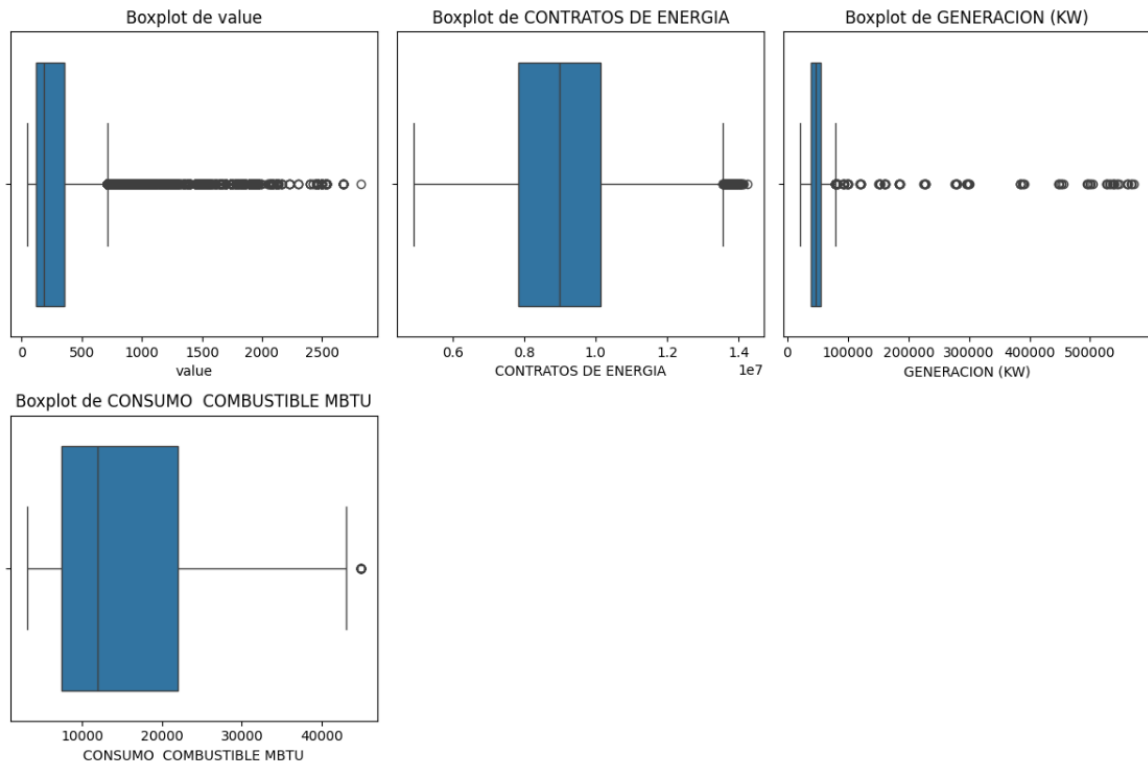 Boxplot de value
0 500 1000 1500 2000 2500
value
Boxplot de CONTRATOS DE ENERGIA
0.6 0.8 1.0 1.2 1.4
1e7
CONTRATOS DE ENERGIA
Boxplot de GENERACION (KW)
0 100000 200000 300000 400000 500000
GENERACION (KW)
Boxplot de CONSUMO  COMBUSTIBLE MBTU
10000 20000 30000 40000
CONSUMO  COMBUSTIBLE MBTU